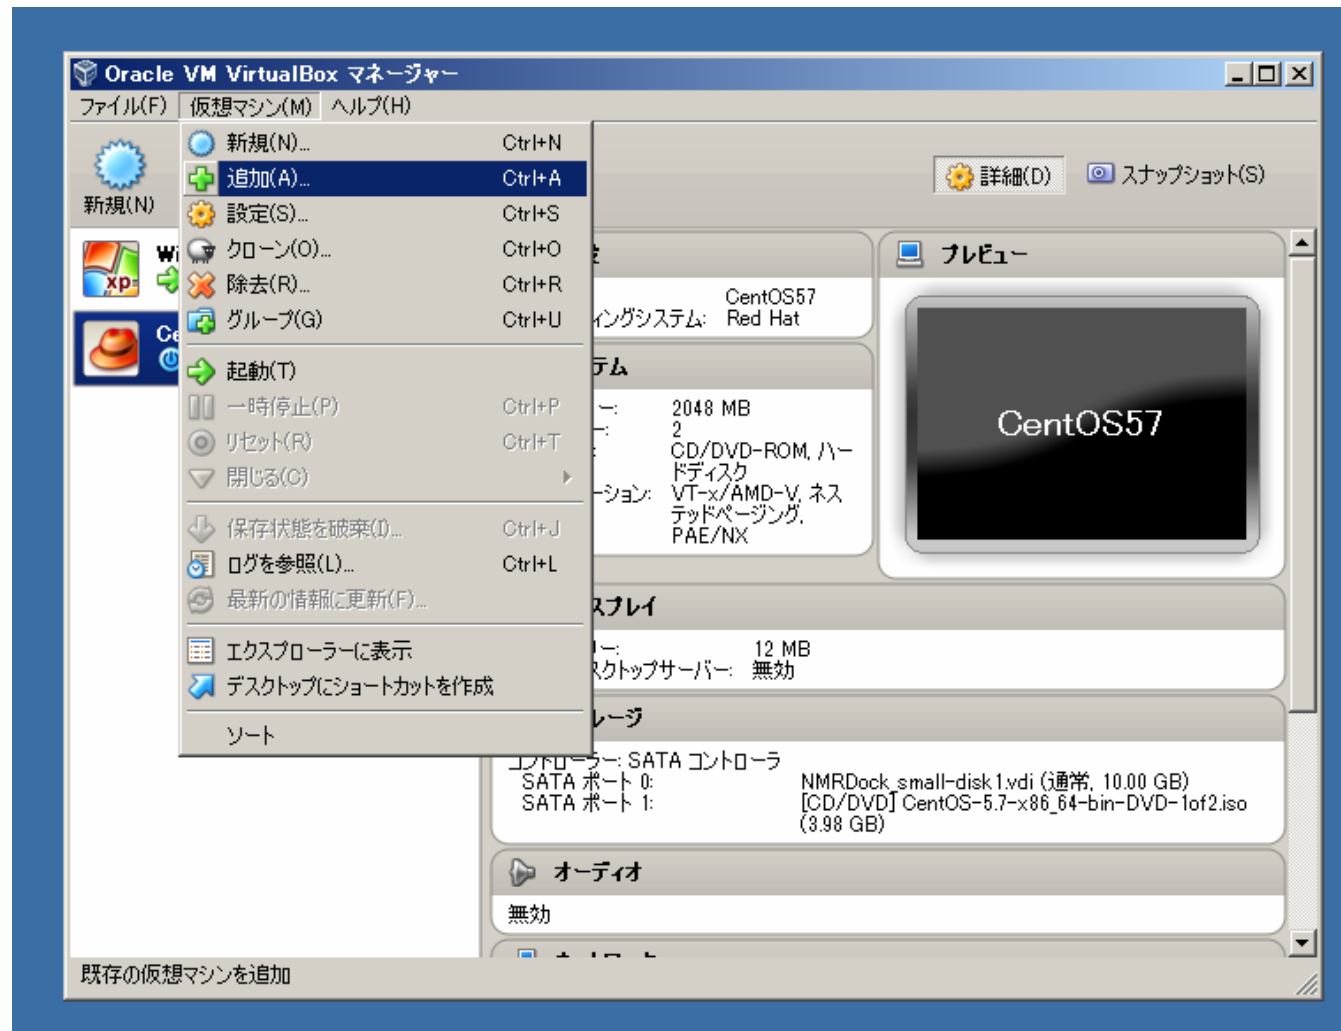 Oracle VM VirtualBox マネージャー
ファイル(F) 仮想マシン(M) ヘルプ(H)
新規(N)
詳細(D) スナップショット(S)
新規(N)... Ctrl+N
追加(A)... Ctrl+A
設定(S)... Ctrl+S
クローン(O)... Ctrl+O
除去(R)... Ctrl+R
グループ(G) Ctrl+U
起動(T)
一時停止(P) Ctrl+P
リセット(R) Ctrl+T
閉じる(C)
保存状態を破棄(I)... Ctrl+J
ログを参照(L)... Ctrl+L
最新の情報に更新(F)...
エクスプローラーに表示
デスクトップにショートカットを作成
ソート
Wi
xp
Ce
CentOS57
ィングシステム: Red Hat
テム
ー: 2048 MB
ー: 2
: CD/DVD-ROM, ハー
ドディスク
ーション: VT-x/AMD-V, ネス
テッドページング,
PAE/NX
プレビュー
CentOS57
スプレイ
ー: 12 MB
スクトップサーバー: 無効
レージ
コントローラー: SATA コントローラ
SATA ポート 0: NMRDock_small-disk1.vdi (通常, 10.00 GB)
SATA ポート 1: [CD/DVD] CentOS-5.7-x86_64-bin-DVD-1of2.iso
(3.98 GB)
オーディオ
無効
既存の仮想マシンを追加